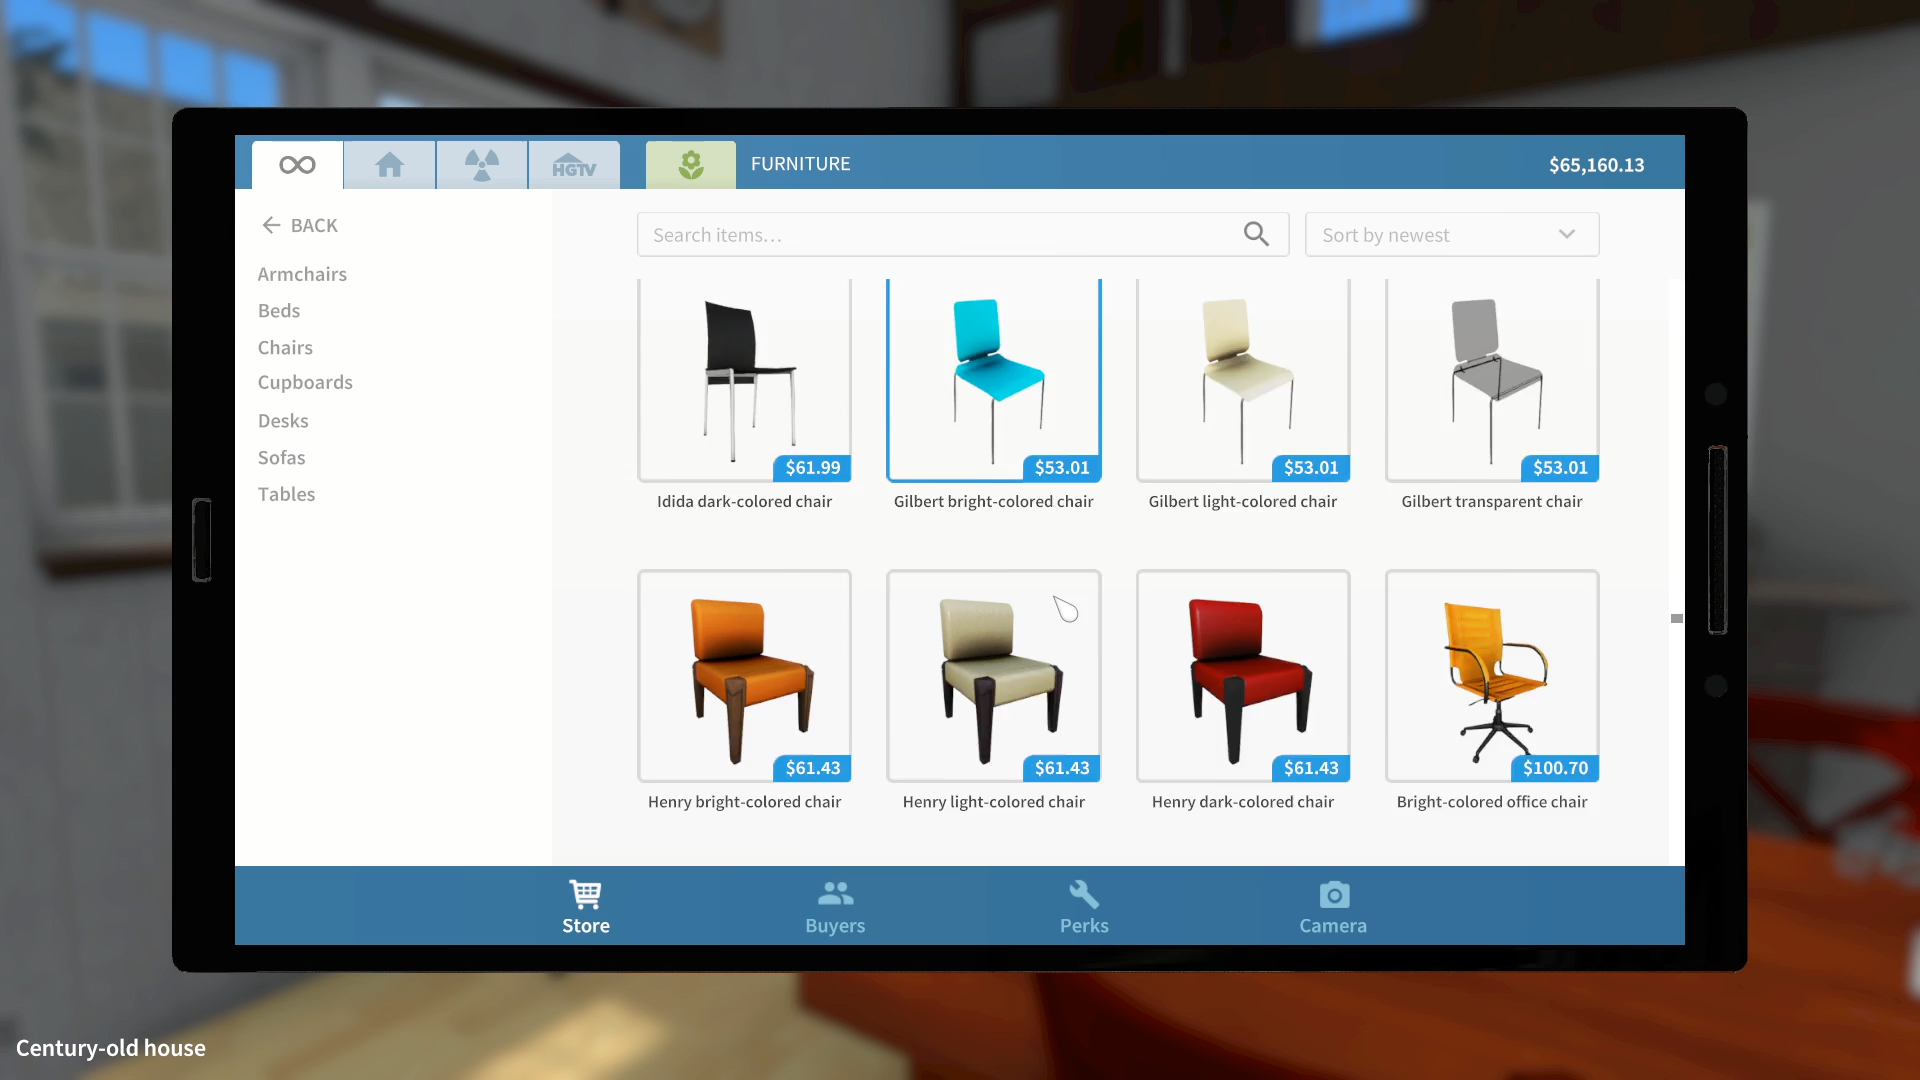 HGTV
FURNITURE
$65,160.13
BACK
Armchairs
Beds
Chairs
Cupboards
Desks
Sofas
Tables
Search items...
Sort by newest
$61.99
$53.01
$53.01
$53.01
Idida dark-colored chair
Gilbert bright-colored chair
Gilbert light-colored chair
Gilbert transparent chair
$61.43
$61.43
$61.43
$100.70
Henry bright-colored chair
Henry light-colored chair
Henry dark-colored chair
Bright-colored office chair
Store
Buyers
Perks
Camera
Century-old house